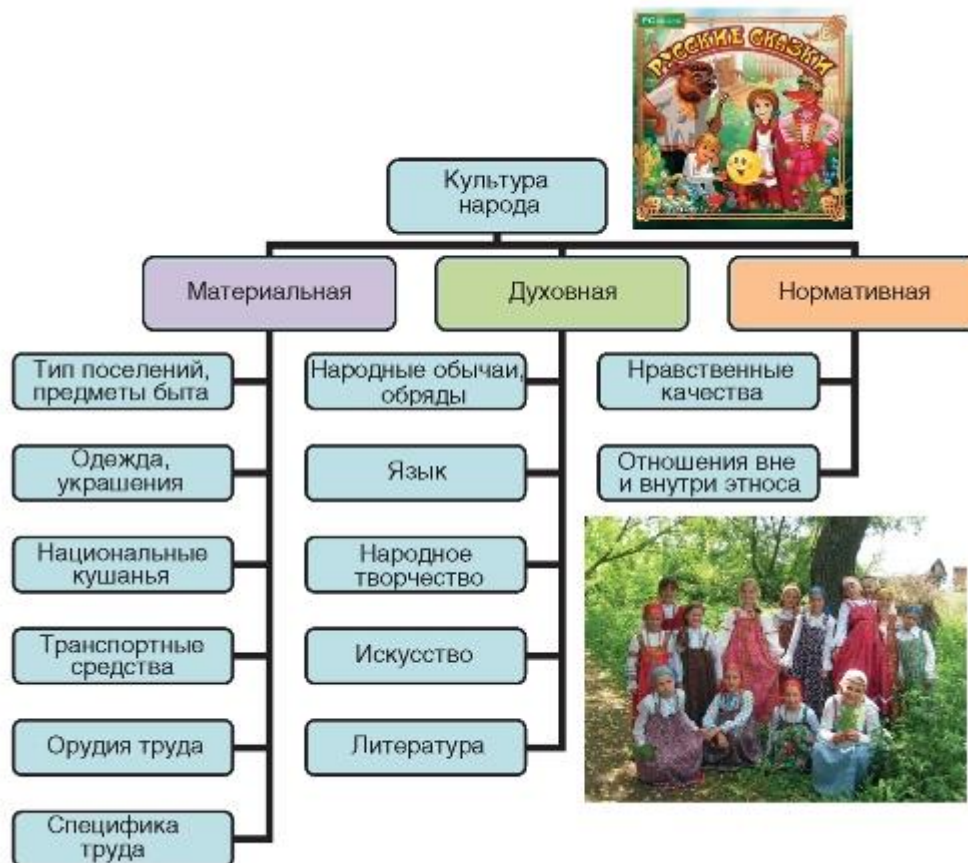 РУССКИЕ СКАЗКИ
Культура
народа
Материальная
Духовная
Нормативная
Тип поселений,
предметы быта
Одежда,
украшения
Национальные
кушанья
Транспортные
средства
Орудия труда
Специфика
труда
Народные обычаи,
обряды
Язык
Народное
творчество
Искусство
Литература
Нравственные
качества
Отношения вне
и внутри этноса